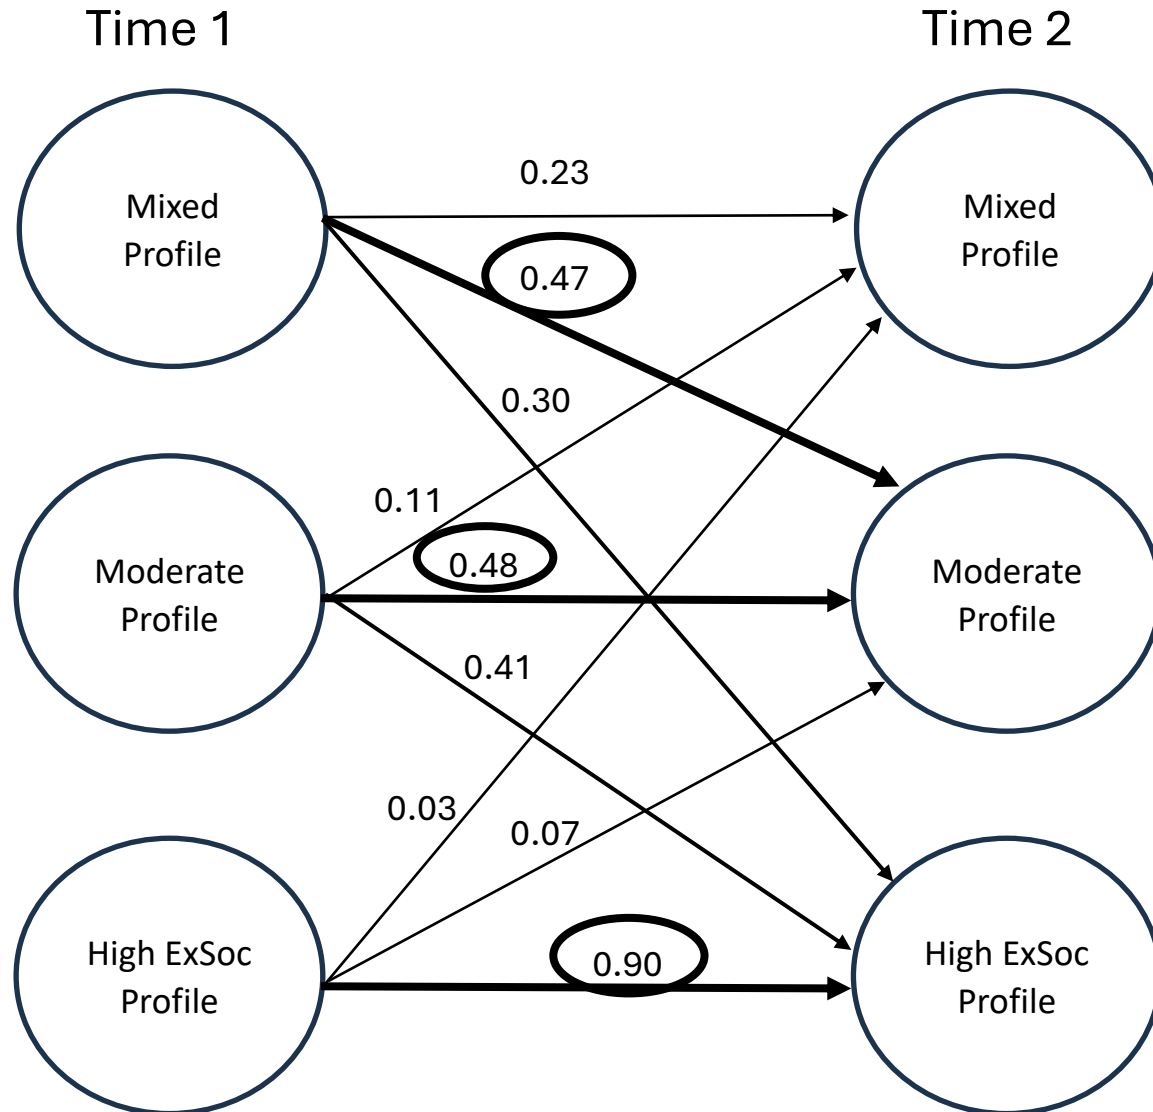 Time 1
Time 2
Mixed
Profile
0.23
Mixed
Profile
0.47
0.30
0.11
Moderate
Profile
0.48
Moderate
Profile
0.41
0.03
0.07
High ExSoc
Profile
0.90
High ExSoc
Profile